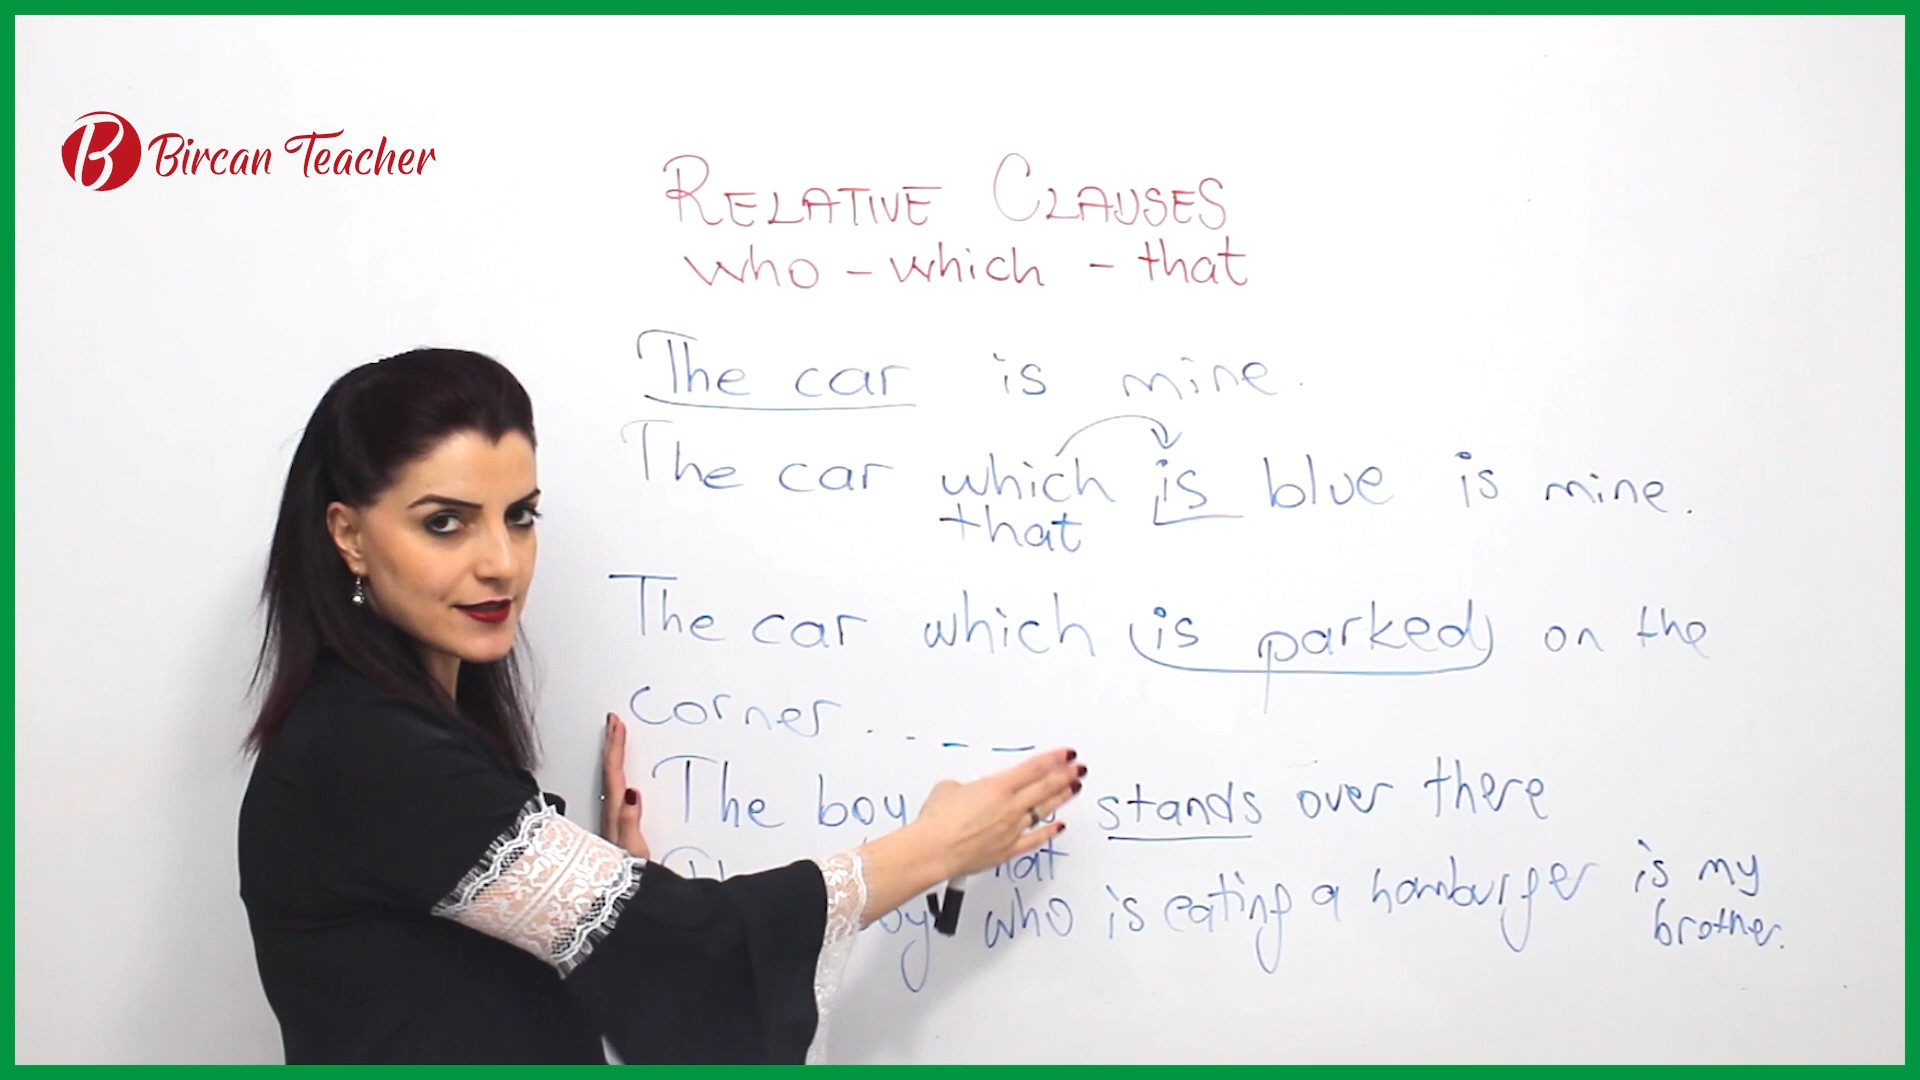 B Bircan Teacher
RELATIVE CLAUSES
who - which - that
The car is mine.
The car which is blue is mine.
that
The car which is parked on the
corner . . _ _
The boy stands over there
who is eating a hamburger is my
brother.